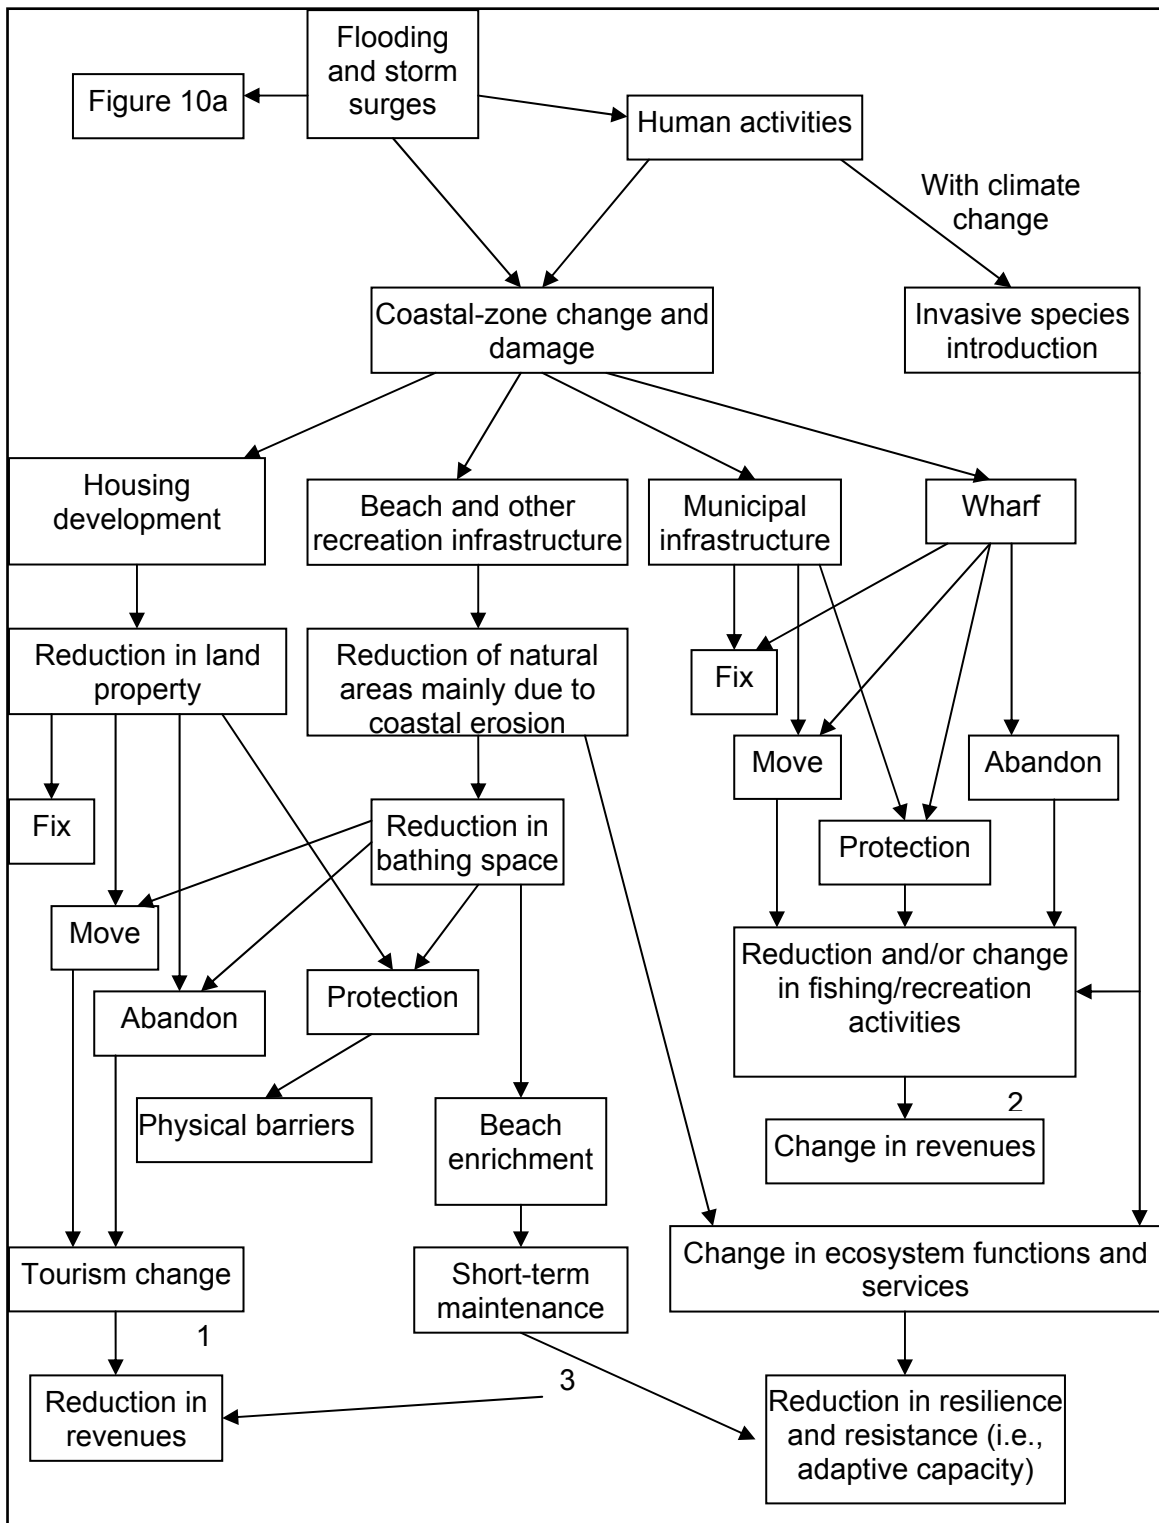 Flooding
and storm
surges
Figure 10a
Human activities
With climate
change
Coastal-zone change and
damage
Invasive species
introduction
Housing
development
Beach and other
recreation infrastructure
Municipal
infrastructure
Wharf
Reduction in land
property
Reduction of natural
areas mainly due to
coastal erosion
Fix
Move
Abandon
Fix
Reduction in
bathing space
Protection
Move
Reduction and/or change
in fishing/recreation
activities
Abandon
Protection
Physical barriers
Beach
enrichment
2
Change in revenues
Tourism change
Short-term
maintenance
Change in ecosystem functions and
services
1
3
Reduction in
revenues
Reduction in resilience
and resistance (i.e.,
adaptive capacity)